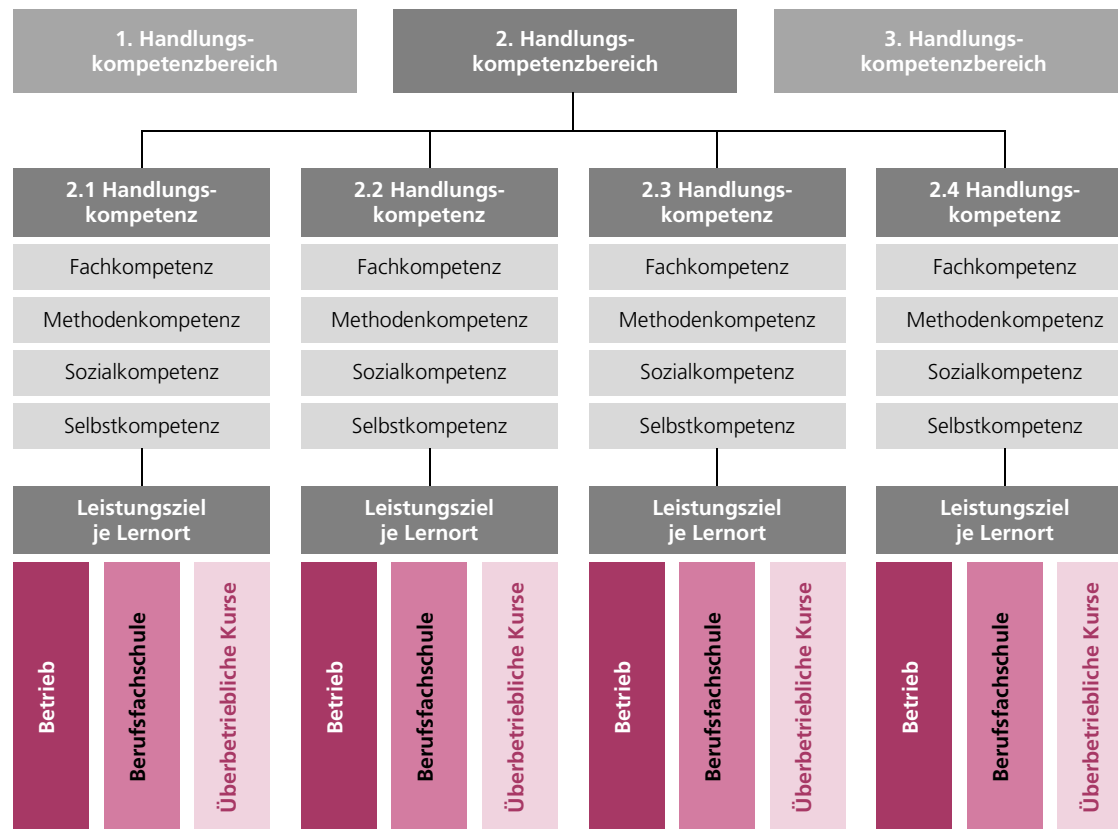 1. Handlungs-
kompetenzbereich
2. Handlungs-
kompetenzbereich
3. Handlungs-
kompetenzbereich
2.1 Handlungs-
kompetenz
2.2 Handlungs-
kompetenz
2.3 Handlungs-
kompetenz
2.4 Handlungs-
kompetenz
Fachkompetenz
Fachkompetenz
Fachkompetenz
Fachkompetenz
Methodenkompetenz
Methodenkompetenz
Methodenkompetenz
Methodenkompetenz
Sozialkompetenz
Sozialkompetenz
Sozialkompetenz
Sozialkompetenz
Selbstkompetenz
Selbstkompetenz
Selbstkompetenz
Selbstkompetenz
Leistungsziel
je Lernort
Leistungsziel
je Lernort
Leistungsziel
je Lernort
Leistungsziel
je Lernort
Betrieb
Berufsfachschule
Überbetriebliche Kurse
Betrieb
Berufsfachschule
Überbetriebliche Kurse
Betrieb
Berufsfachschule
Überbetriebliche Kurse
Betrieb
Berufsfachschule
Überbetriebliche Kurse